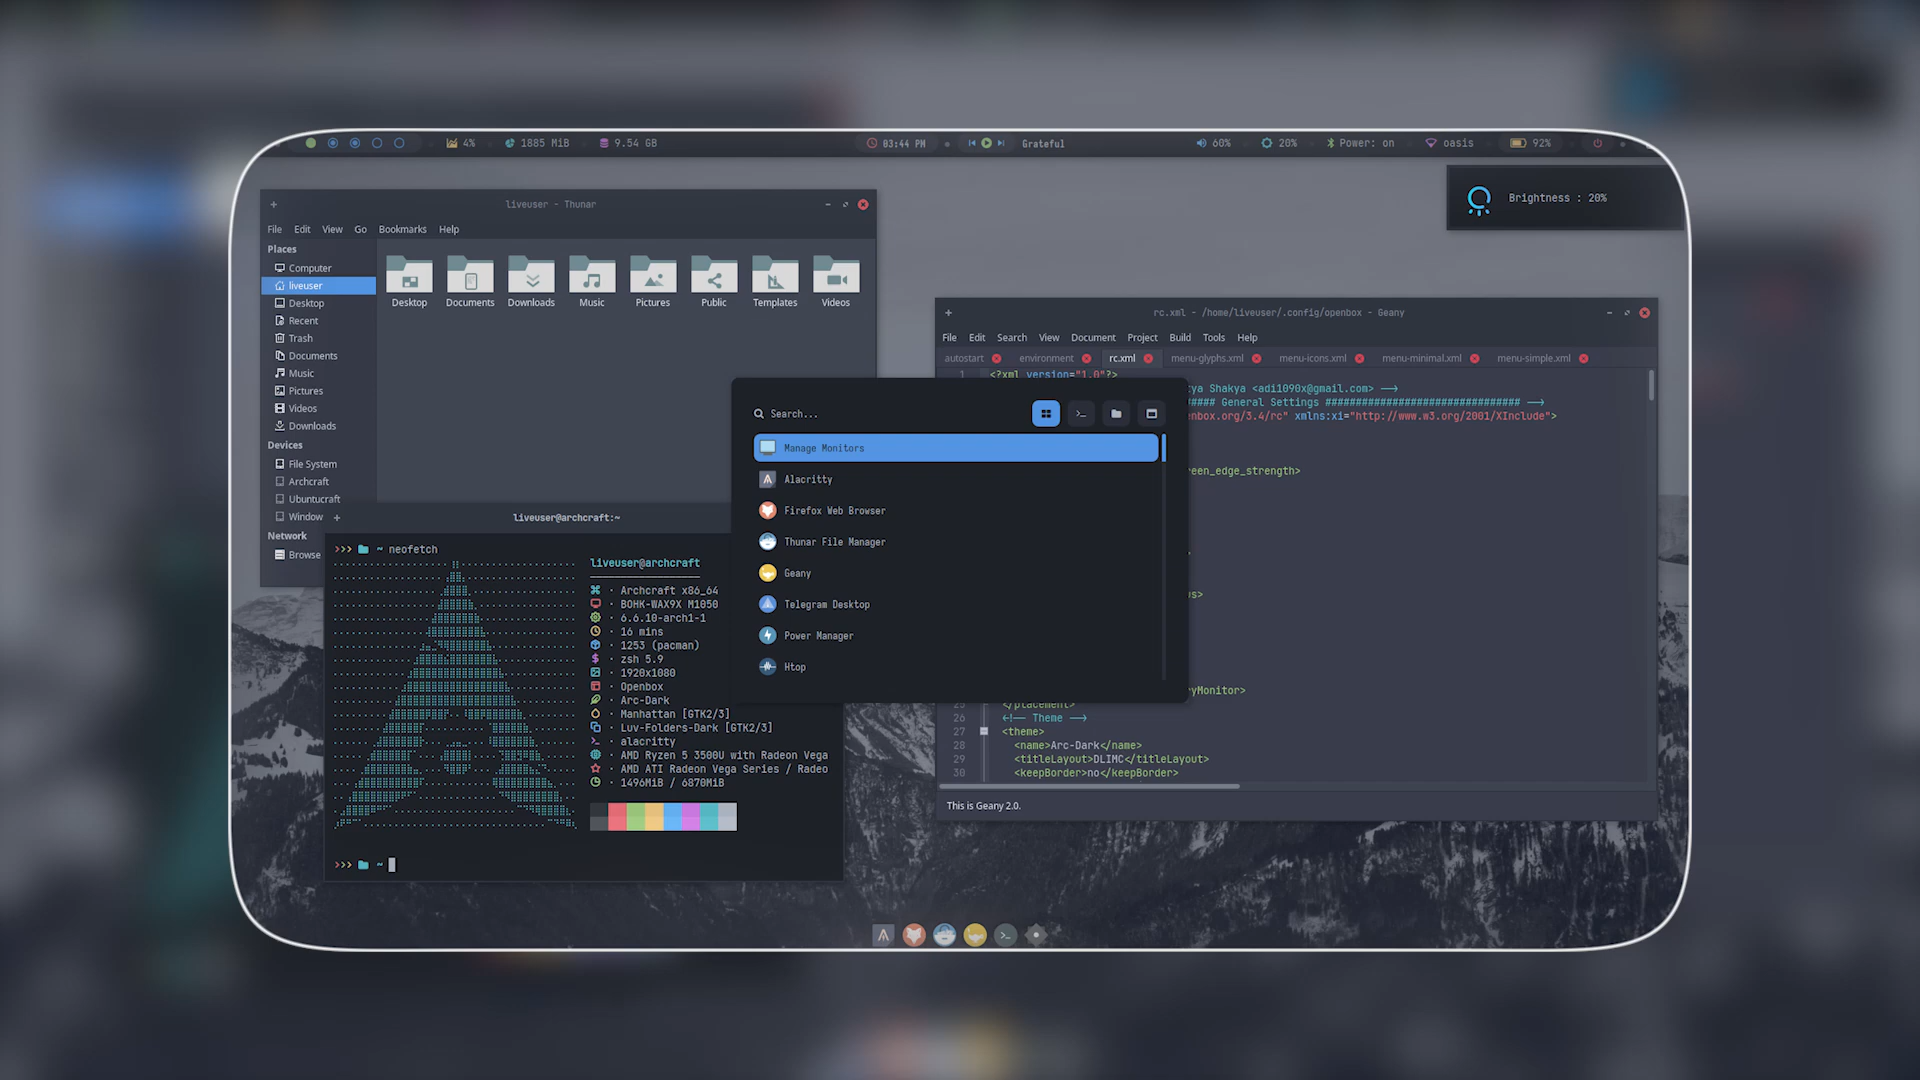 4%
1885 MiB
9.54 GB
03:44 PM
Grateful
60%
20%
Power: on
oasis
92%
Brightness : 20%
liveuser - Thunar
File Edit View Go Bookmarks Help
Places
Computer
liveuser
Desktop
Recent
Trash
Documents
Music
Pictures
Videos
Downloads
Devices
File System
Archcraft
Ubuntucraft
Window
Network
Browse
Desktop Documents Downloads Music Pictures Public Templates Videos
rc.xml - /home/liveuser/.config/openbox - Geany
File Edit Search View Document Project Build Tools Help
autostart environment rc.xml menu-glyphs.xml menu-icons.xml menu-minimal.xml menu-simple.xml
1 <?xml version="1.0"?>
ya Shakya <adi1090x@gmail.com> -->
#### General Settings ################################ -->
nbox.org/3.4/rc" xmlns:xi="http://www.w3.org/2001/XInclude">
een_edge_strength>
s>
yMonitor>
25 </placement>
26 <!-- Theme -->
27 <theme>
28 <name>Arc-Dark</name>
29 <titleLayout>DLIMC</titleLayout>
30 <keepBorder>no</keepBorder>
This is Geany 2.0.
Search...
Manage Monitors
Alacritty
Firefox Web Browser
Thunar File Manager
Geany
Telegram Desktop
Power Manager
Htop
liveuser@archcraft:~
>>> ~ neofetch
liveuser@archcraft
Archcraft x86_64
BOHK-WAX9X M1050
6.6.10-arch1-1
16 mins
1253 (pacman)
zsh 5.9
1920x1080
Openbox
Arc-Dark
Manhattan [GTK2/3]
Luv-Folders-Dark [GTK2/3]
alacritty
AMD Ryzen 5 3500U with Radeon Vega
AMD ATI Radeon Vega Series / Radeo
1496MiB / 6870MiB
>>> ~